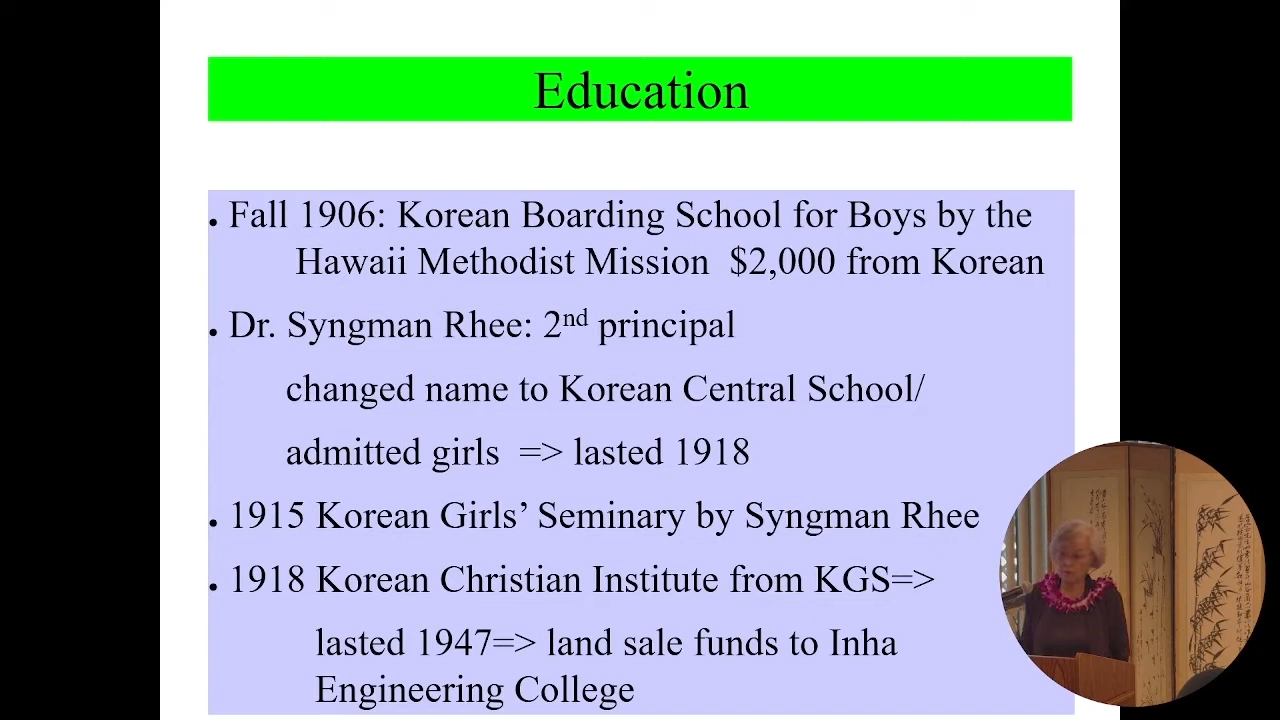 Education
• Fall 1906: Korean Boarding School for Boys by the
Hawaii Methodist Mission $2,000 from Korean
• Dr. Syngman Rhee: 2nd principal
changed name to Korean Central School/
admitted girls => lasted 1918
• 1915 Korean Girls’ Seminary by Syngman Rhee
• 1918 Korean Christian Institute from KGS=>
lasted 1947=> land sale funds to Inha
Engineering College